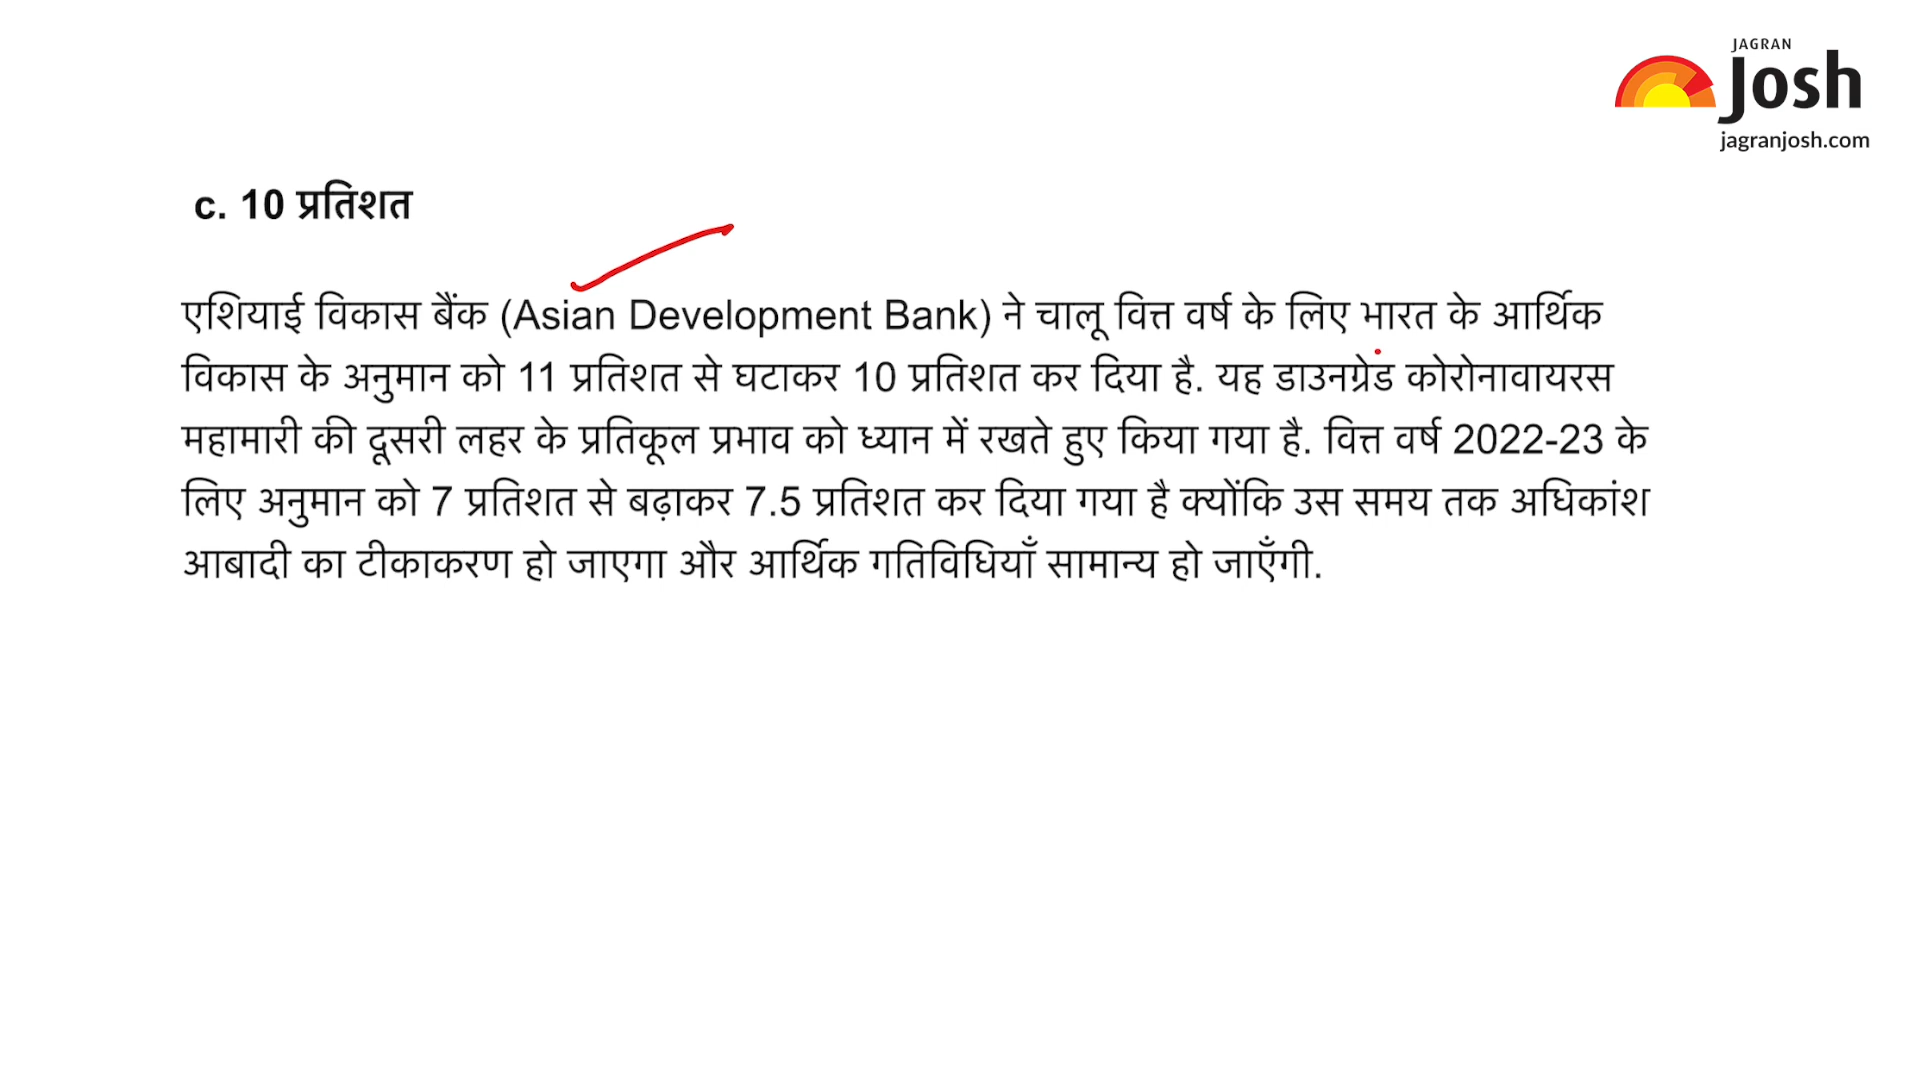 JAGRAN
Josh
jagranjosh.com
c. 10 प्रतिशत
एशियाई विकास बैंक (Asian Development Bank) ने चालू वित्त वर्ष के लिए भारत के आर्थिक
विकास के अनुमान को 11 प्रतिशत से घटाकर 10 प्रतिशत कर दिया है. यह डाउनग्रेड कोरोनावायरस
महामारी की दूसरी लहर के प्रतिकूल प्रभाव को ध्यान में रखते हुए किया गया है. वित्त वर्ष 2022-23 के
लिए अनुमान को 7 प्रतिशत से बढ़ाकर 7.5 प्रतिशत कर दिया गया है क्योंकि उस समय तक अधिकांश
आबादी का टीकाकरण हो जाएगा और आर्थिक गतिविधियाँ सामान्य हो जाएँगी.